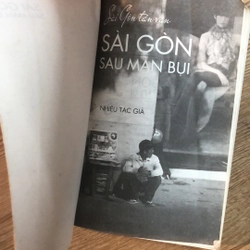 Sài Gòn tản văn
SÀI GÒN
SAU MÀN BỤI
NHIỀU TÁC GIẢ